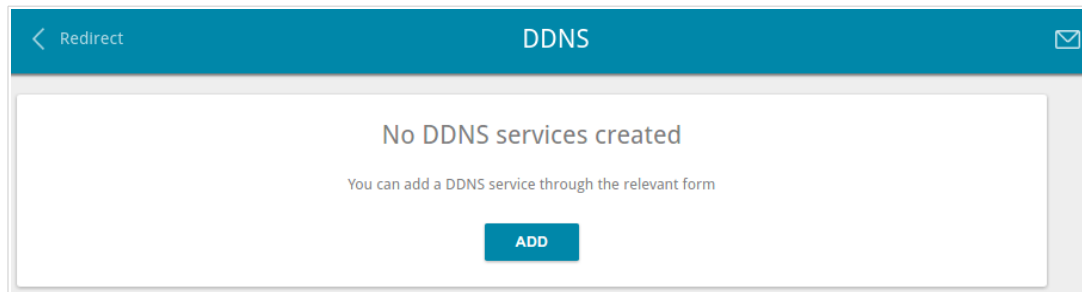 Redirect
DDNS
No DDNS services created
You can add a DDNS service through the relevant form
ADD